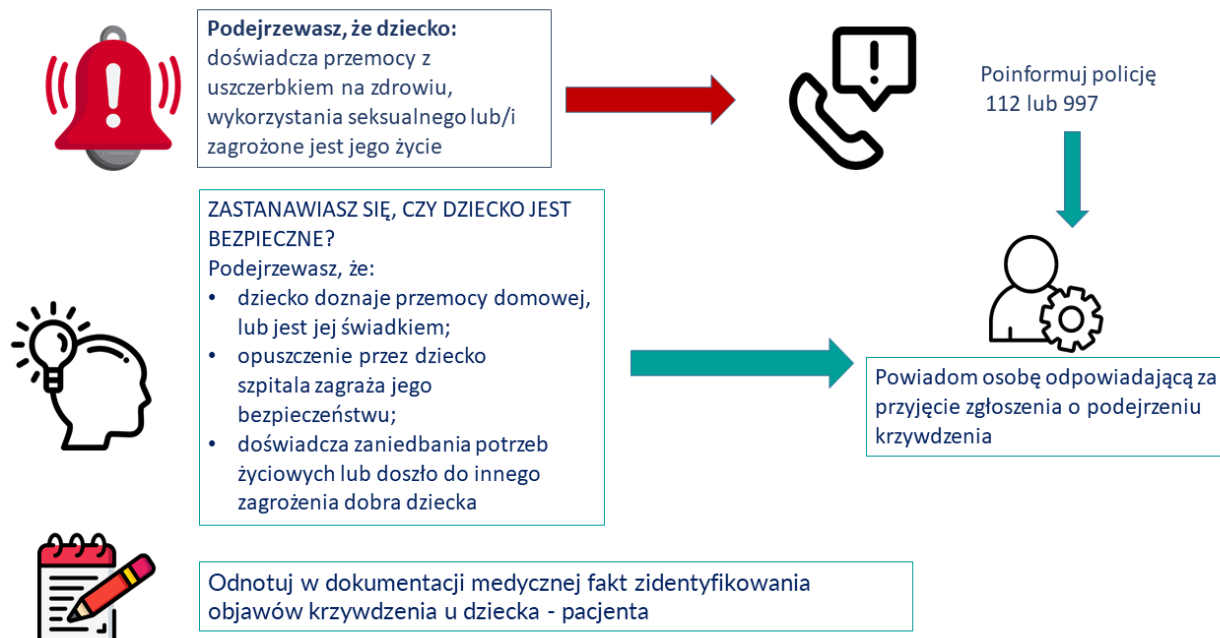 Podejrzewasz, że dziecko:
doświadcza przemocy z
uszczerbkiem na zdrowiu,
wykorzystania seksualnego lub/i
zagrożone jest jego życie
Poinformuj policję
112 lub 997
ZASTANAWIASZ SIĘ, CZY DZIECKO JEST
BEZPIECZNE?
Podejrzewasz, że:
• dziecko doznaje przemocy domowej,
lub jest jej świadkiem;
• opuszczenie przez dziecko
szpitala zagraża jego
bezpieczeństwu;
• doświadcza zaniedbania potrzeb
życiowych lub doszło do innego
zagrożenia dobra dziecka
Powiadom osobę odpowiadającą za
przyjęcie zgłoszenia o podejrzeniu
krzywdzenia
Odnotuj w dokumentacji medycznej fakt zidentyfikowania
objawów krzywdzenia u dziecka - pacjenta